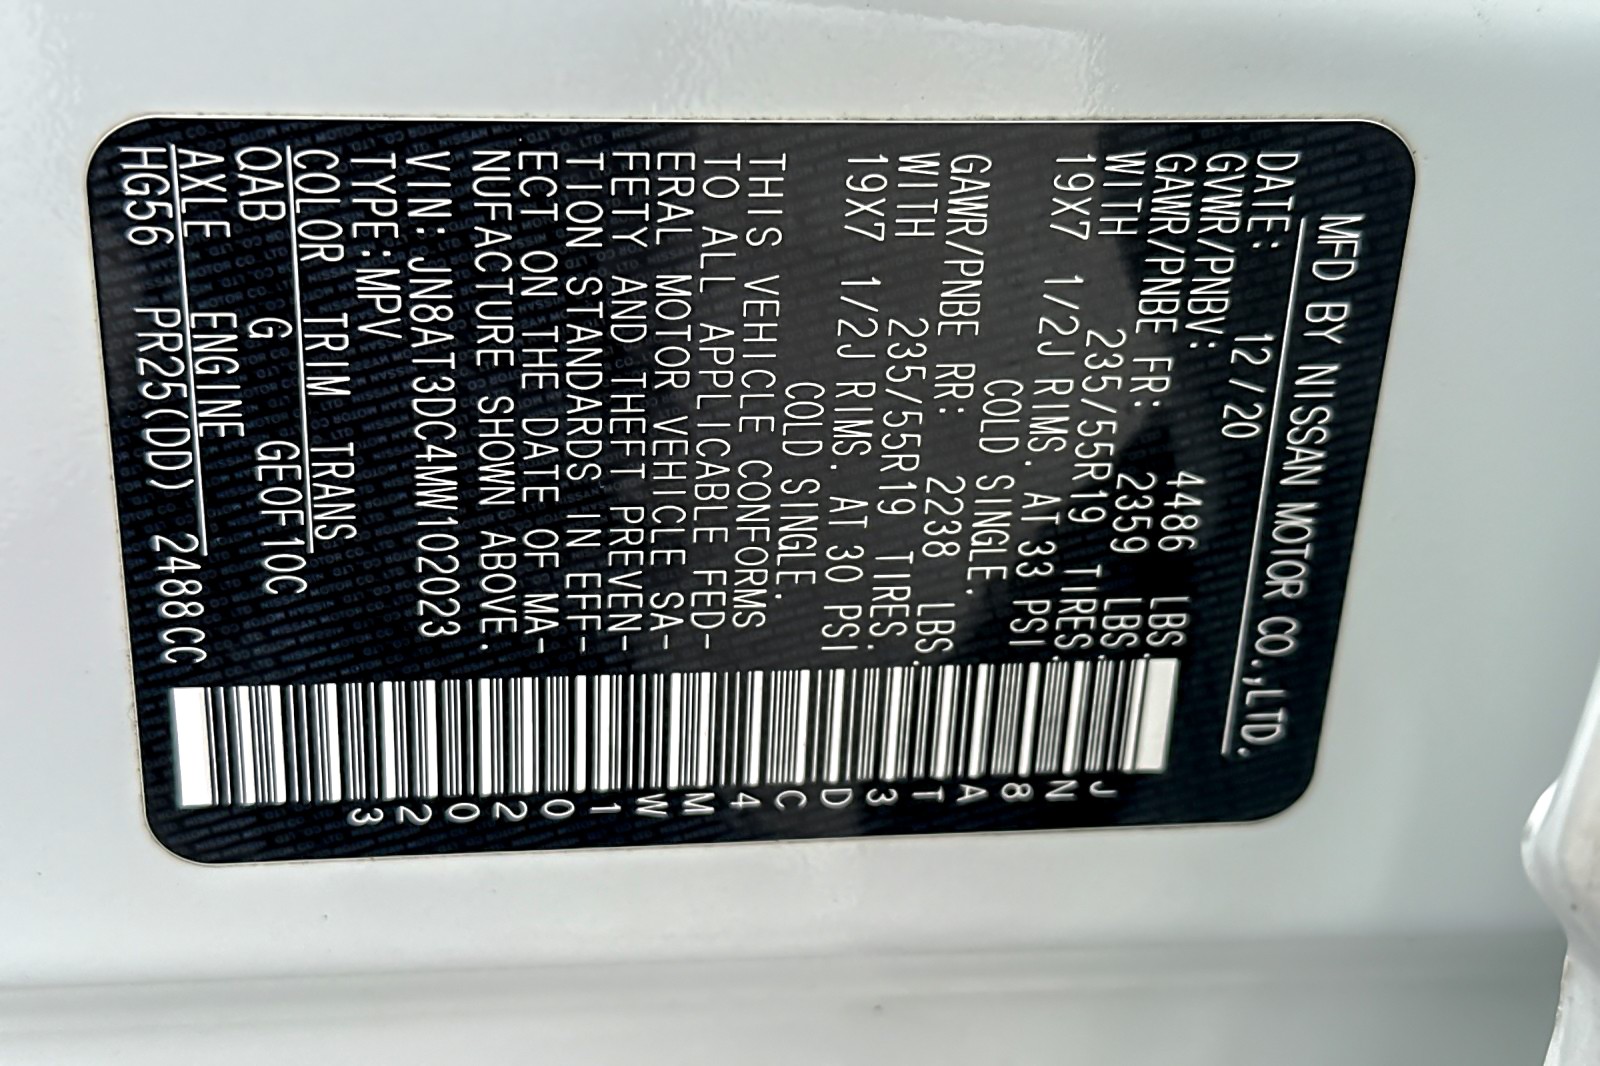 MFD BY NISSAN MOTOR CO.,LTD.
DATE: 12/20
GVWR/PNBV: 4486 LBS.
GAWR/PNBE FR: 2359 LBS.
WITH 235/55R19 TIRES.
19X7 1/2J RIMS. AT 33 PSI
COLD SINGLE.
GAWR/PNBE RR: 2238 LBS.
WITH 235/55R19 TIRES.
19X7 1/2J RIMS. AT 30 PSI
COLD SINGLE.
THIS VEHICLE CONFORMS
TO ALL APPLICABLE FED-
ERAL MOTOR VEHICLE SA-
FETY AND THEFT PREVEN-
TION STANDARDS IN EFF-
ECT ON THE DATE OF MA-
NUFACTURE SHOWN ABOVE.
VIN: JN8AT3DC4MW102023
TYPE:MPV
COLOR TRIM TRANS
QAB G GE0F10C
AXLE ENGINE
HG56 PR25(DD) 2488CC
JN8AT3DC4MW102023